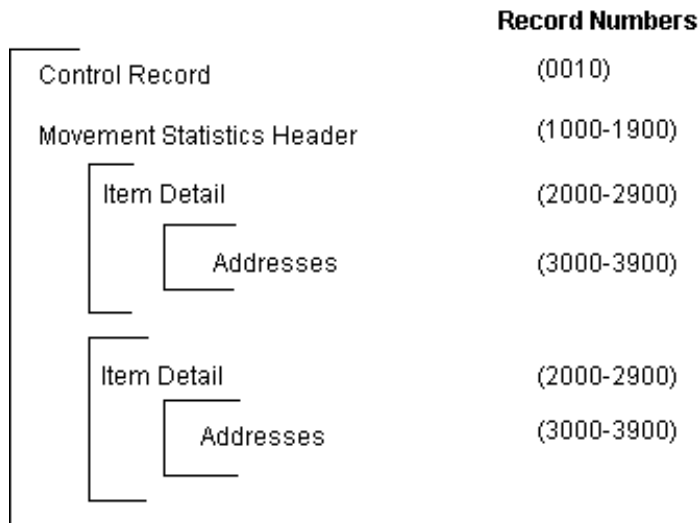 Record Numbers
Control Record (0010)
Movement Statistics Header (1000-1900)
Item Detail (2000-2900)
Addresses (3000-3900)
Item Detail (2000-2900)
Addresses (3000-3900)